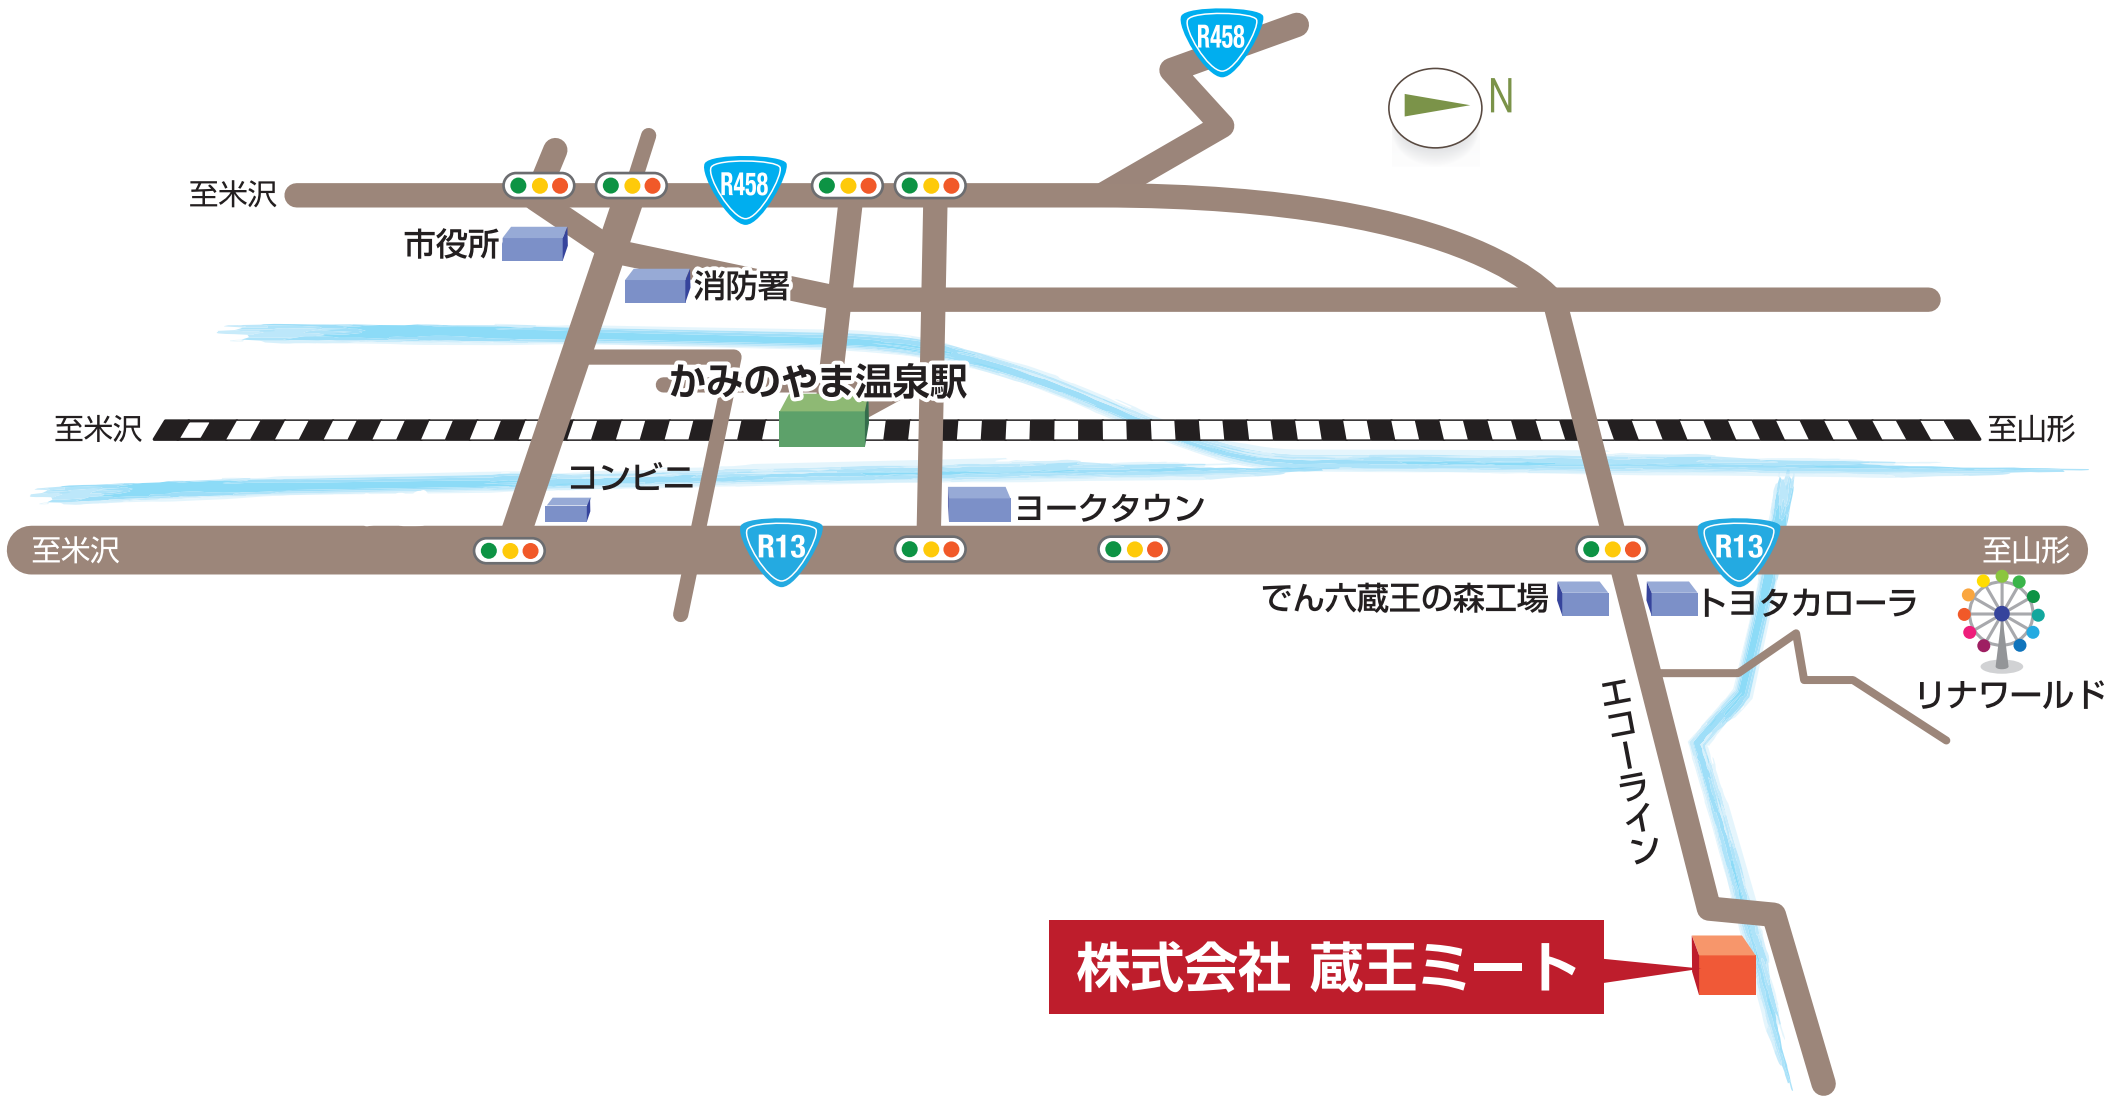 R458
N
至米沢
R458
市役所
消防署
かみのやま温泉駅
至米沢
至山形
コンビニ
ヨークタウン
至米沢
R13
R13
至山形
でん六蔵王の森工場
トヨタカローラ
リナワールド
エコーライン
株式会社 蔵王ミート